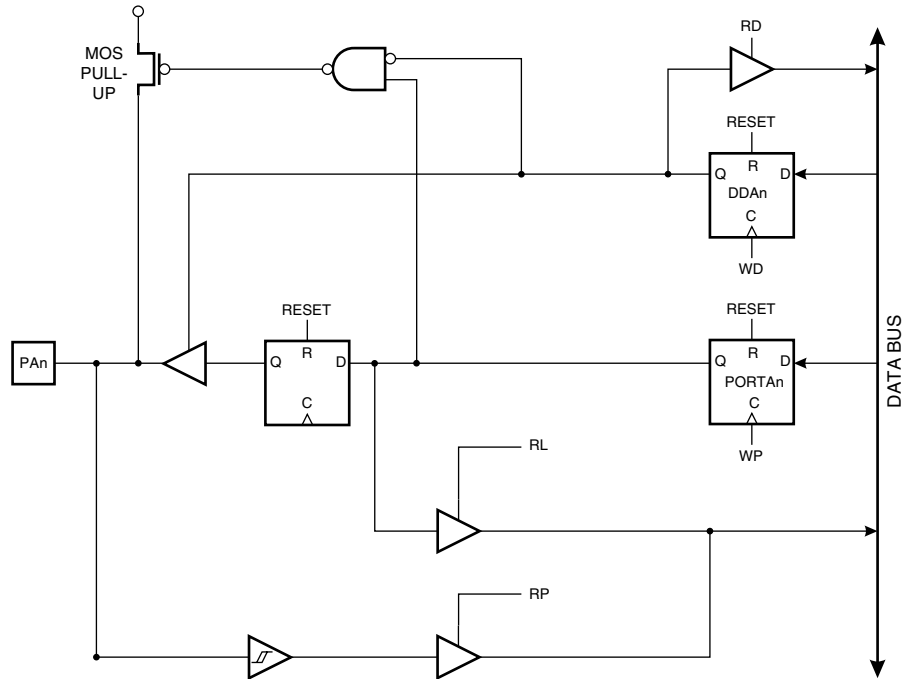 RD
MOS
PULL-
UP
RESET
Q
R
D
DDAn
C
WD
RESET
RESET
PAn
Q
R
D
C
Q
R
D
PORTAn
C
WP
RL
RP
DATA BUS